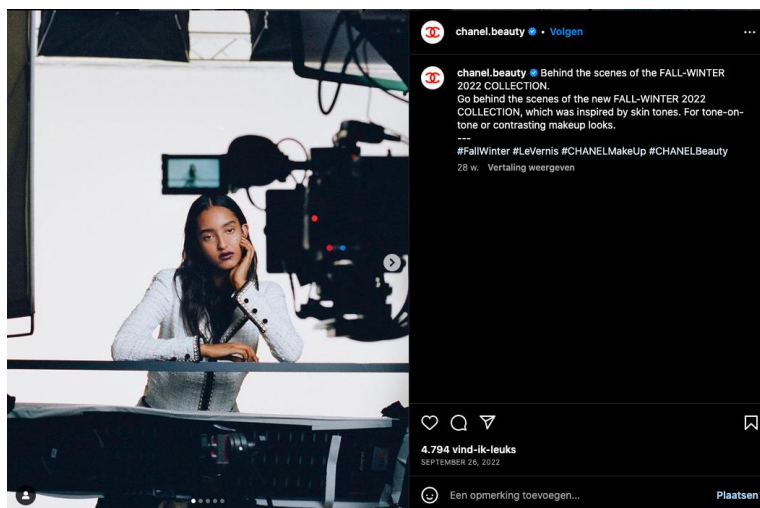 chanel.beauty • Volgen
chanel.beauty Behind the scenes of the FALL-WINTER
2022 COLLECTION.
Go behind the scenes of the new FALL-WINTER 2022
COLLECTION, which was inspired by skin tones. For tone-on-
tone or contrasting makeup looks.
---
#FallWinter #LeVernis #CHANELMakeUp #CHANELBeauty
28 w. Vertaling weergeven
4.794 vind-ik-leuks
SEPTEMBER 26, 2022
Een opmerking toevoegen... Plaatsen